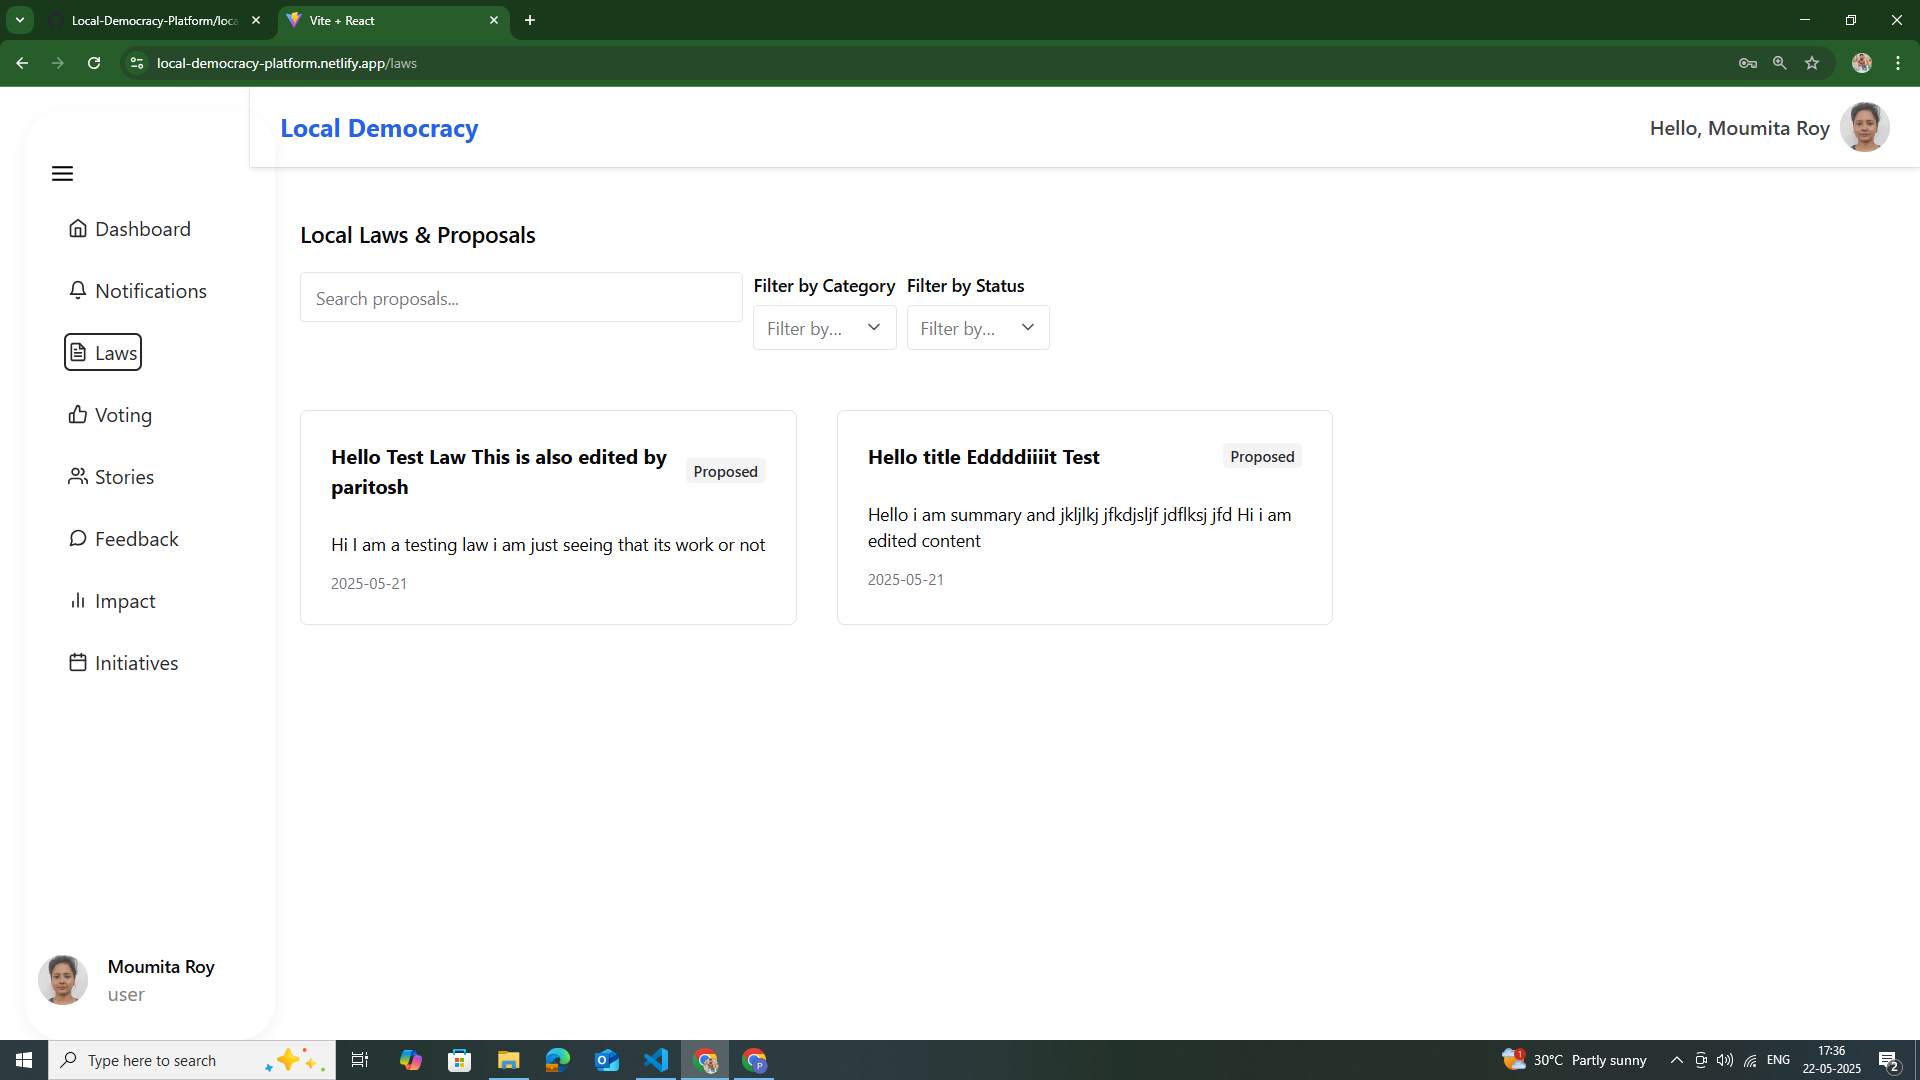 Local-Democracy-Platform/loca
Vite + React
local-democracy-platform.netlify.app/laws
Local Democracy
Hello, Moumita Roy
Dashboard
Notifications
Laws
Voting
Stories
Feedback
Impact
Initiatives
Moumita Roy
user
Local Laws & Proposals
Search proposals...
Filter by Category
Filter by...
Filter by Status
Filter by...
Hello Test Law This is also edited by
paritosh
Proposed
Hi I am a testing law i am just seeing that its work or not
2025-05-21
Hello title Eddddiiiit Test
Proposed
Hello i am summary and jkljlkj jfkdjsljf jdflksj jfd Hi i am
edited content
2025-05-21
Type here to search
1
30°C Partly sunny
ENG
17:36
22-05-2025
2